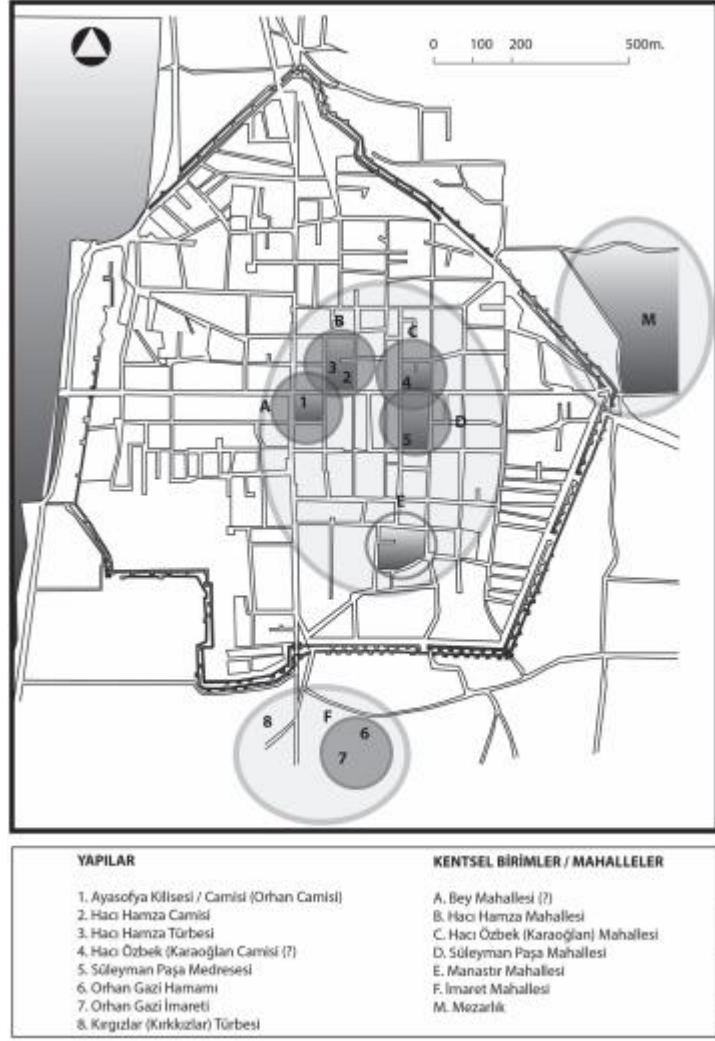 0 100 200 500m.
M
B
C
3
2
4
A
1
5
D
E
8
F
6
7
YAPILAR
1. Ayasofya Kilisesi / Camisi (Orhan Camisi)
2. Hacı Hamza Camisi
3. Hacı Hamza Türbesi
4. Hacı Özbek (Karaoğlan Camisi (?)
5. Süleyman Paşa Medresesi
6. Orhan Gazi Hamamı
7. Orhan Gazi İmareti
8. Kırgızlar (Kırkkızlar) Türbesi
KENTSEL BİRİMLER / MAHALLELER
A. Bey Mahallesi (?)
B. Hacı Hamza Mahallesi
C. Hacı Özbek (Karaoğlan) Mahallesi
D. Süleyman Paşa Mahallesi
E. Manastır Mahallesi
F. İmaret Mahallesi
M. Mezarlık